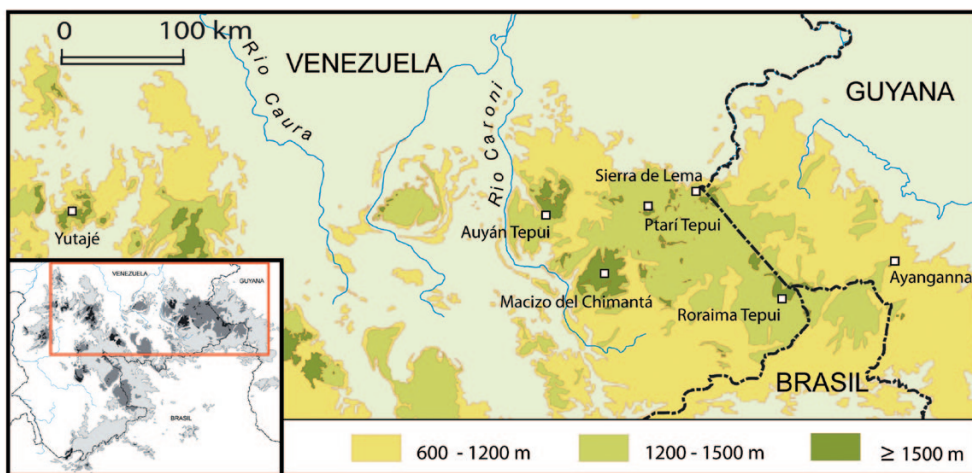 0 100 km
VENEZUELA
GUYANA
Rio Caura
Rio Caroni
Sierra de Lema
Yutajé
Auyán Tepui
Ptarí Tepui
Ayanganna
Macizo del Chimantá
Roraima Tepui
BRASIL
VENEZUELA
GUYANA
BRASIL
600 - 1200 m 1200 - 1500 m ≥ 1500 m